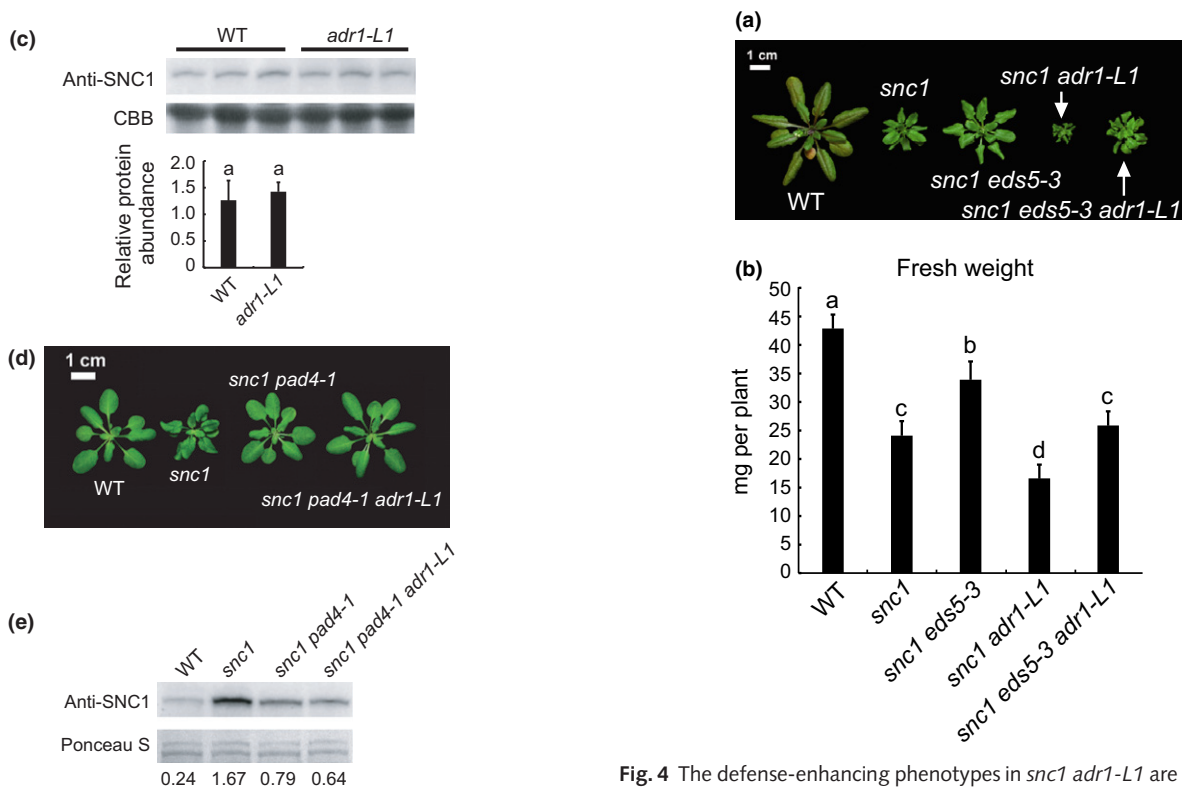 (c)
WT adr1-L1
Anti-SNC1
CBB
Relative protein
abundance
2.0
1.5
1.0
0.5
0
a a
WT
adr1-L1
(d)
1 cm
snc1 pad4-1
WT
snc1
snc1 pad4-1 adr1-L1
(e)
WT
snc1
snc1 pad4-1
snc1 pad4-1 adr1-L1
Anti-SNC1
Ponceau S
0.24 1.67 0.79 0.64
(a)
1 cm
snc1 adr1-L1
snc1
snc1 eds5-3
WT
snc1 eds5-3 adr1-L1
(b)
Fresh weight
mg per plant
50
45
40
35
30
25
20
15
10
5
0
a
c
b
d
c
WT
snc1
snc1 eds5-3
snc1 adr1-L1
snc1 eds5-3 adr1-L1
Fig. 4 The defense-enhancing phenotypes in snc1 adr1-L1 are